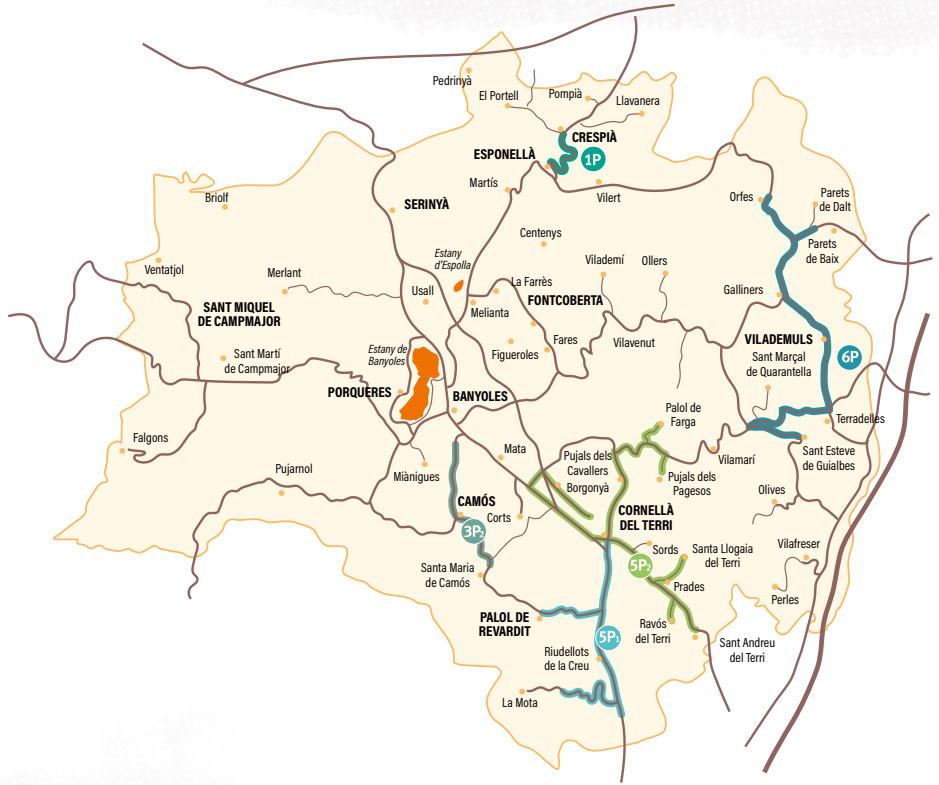 Pedrinyà
El Portell
Pompià
Llavanera
CRESPIÀ
ESPONELLÀ
1P
Martís
Vilert
Briolf
SERINYÀ
Orfes
Parets
de Dalt
Parets
de Baix
Centenys
Ventatjol
Merlant
Estany
d'Espolla
Vilademí
Ollers
La Farrès
Usall
Galliners
SANT MIQUEL
DE CAMPMAJOR
Melianta
FONTCOBERTA
Sant Martí
de Campmajor
Estany de
Banyoles
Figueroles
Fares
Vilavenut
VILADEMULS
Sant Marçal
de Quarantella
6P
PORQUERES
BANYOLES
Palol de
Farga
Terradelles
Falgons
Mata
Pujals dels
Cavallers
Vilamarí
Sant Esteve
de Guialbes
Pujarnol
Miànigues
Borgonyà
Pujals dels
Pagesos
Olives
CAMÓS
Corts
CORNELLÀ
DEL TERRI
3P2
Sords
Santa Llogaia
del Terri
Vilafreser
Santa Maria
de Camós
5P2
Prades
Perles
PALOL DE
REVARDIT
Ravós
del Terri
5P1
Sant Andreu
del Terri
Riudellots
de la Creu
La Mota